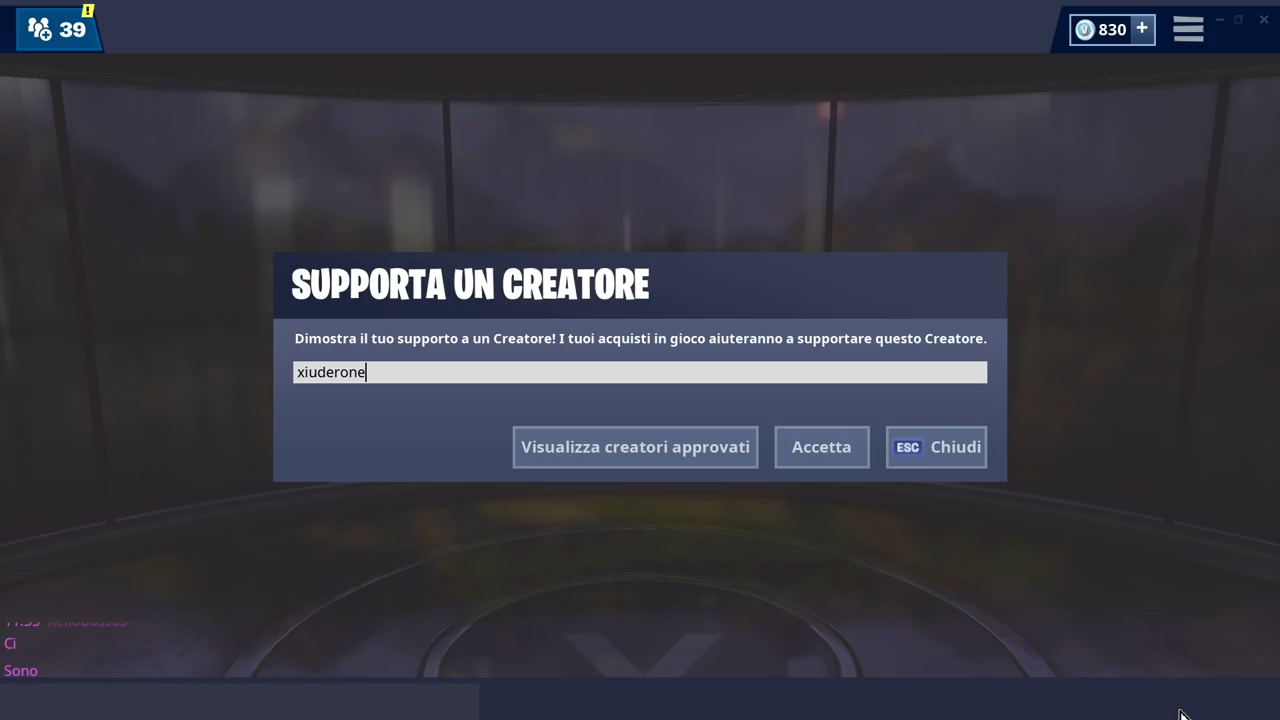 39
!
830 +
SUPPORTA UN CREATORE
Dimostra il tuo supporto a un Creatore! I tuoi acquisti in gioco aiuteranno a supportare questo Creatore.
xiuderone
Visualizza creatori approvati
Accetta
ESC Chiudi
Ci
Sono